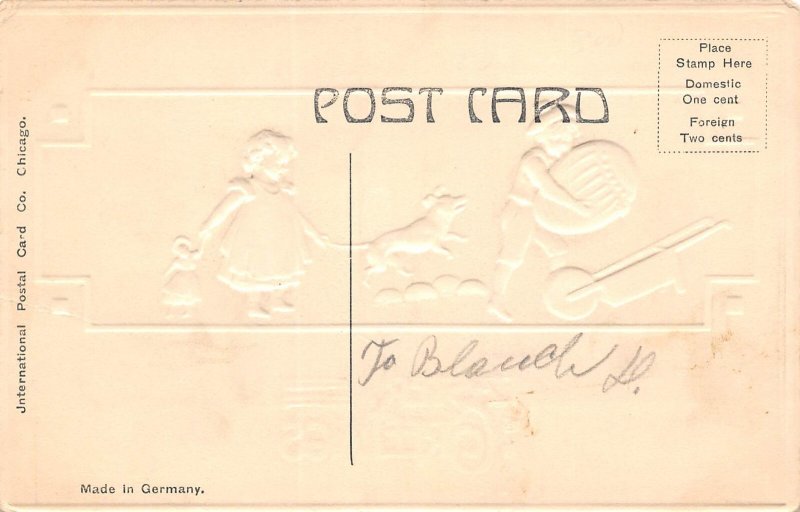 Place
Stamp Here
Domestic
One cent
Foreign
Two cents
POST CARD
Jnternational Postal Card Co. Chicago.
To Blanch H.
Made in Germany.